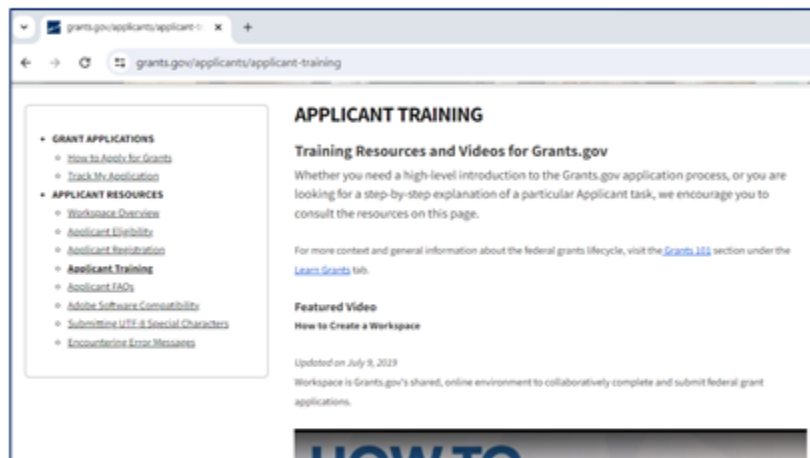 grants.gov/applicants/applicant-t
grants.gov/applicants/applicant-training
GRANT APPLICATIONS
How to Apply for Grants
Track My Application
APPLICANT RESOURCES
Workspace Overview
Applicant Eligibility
Applicant Registration
Applicant Training
Applicant FAQs
Adobe Software Compatibility
Submitting UTF-8 Special Characters
Encountering Error Messages
APPLICANT TRAINING
Training Resources and Videos for Grants.gov
Whether you need a high-level introduction to the Grants.gov application process, or you are
looking for a step-by-step explanation of a particular Applicant task, we encourage you to
consult the resources on this page.
For more context and general information about the federal grants lifecycle, visit the Grants 101 section under the
Learn Grants tab.
Featured Video
How to Create a Workspace
Updated on July 9, 2019
Workspace is Grants.gov's shared, online environment to collaboratively complete and submit federal grant
applications.
HOW TO